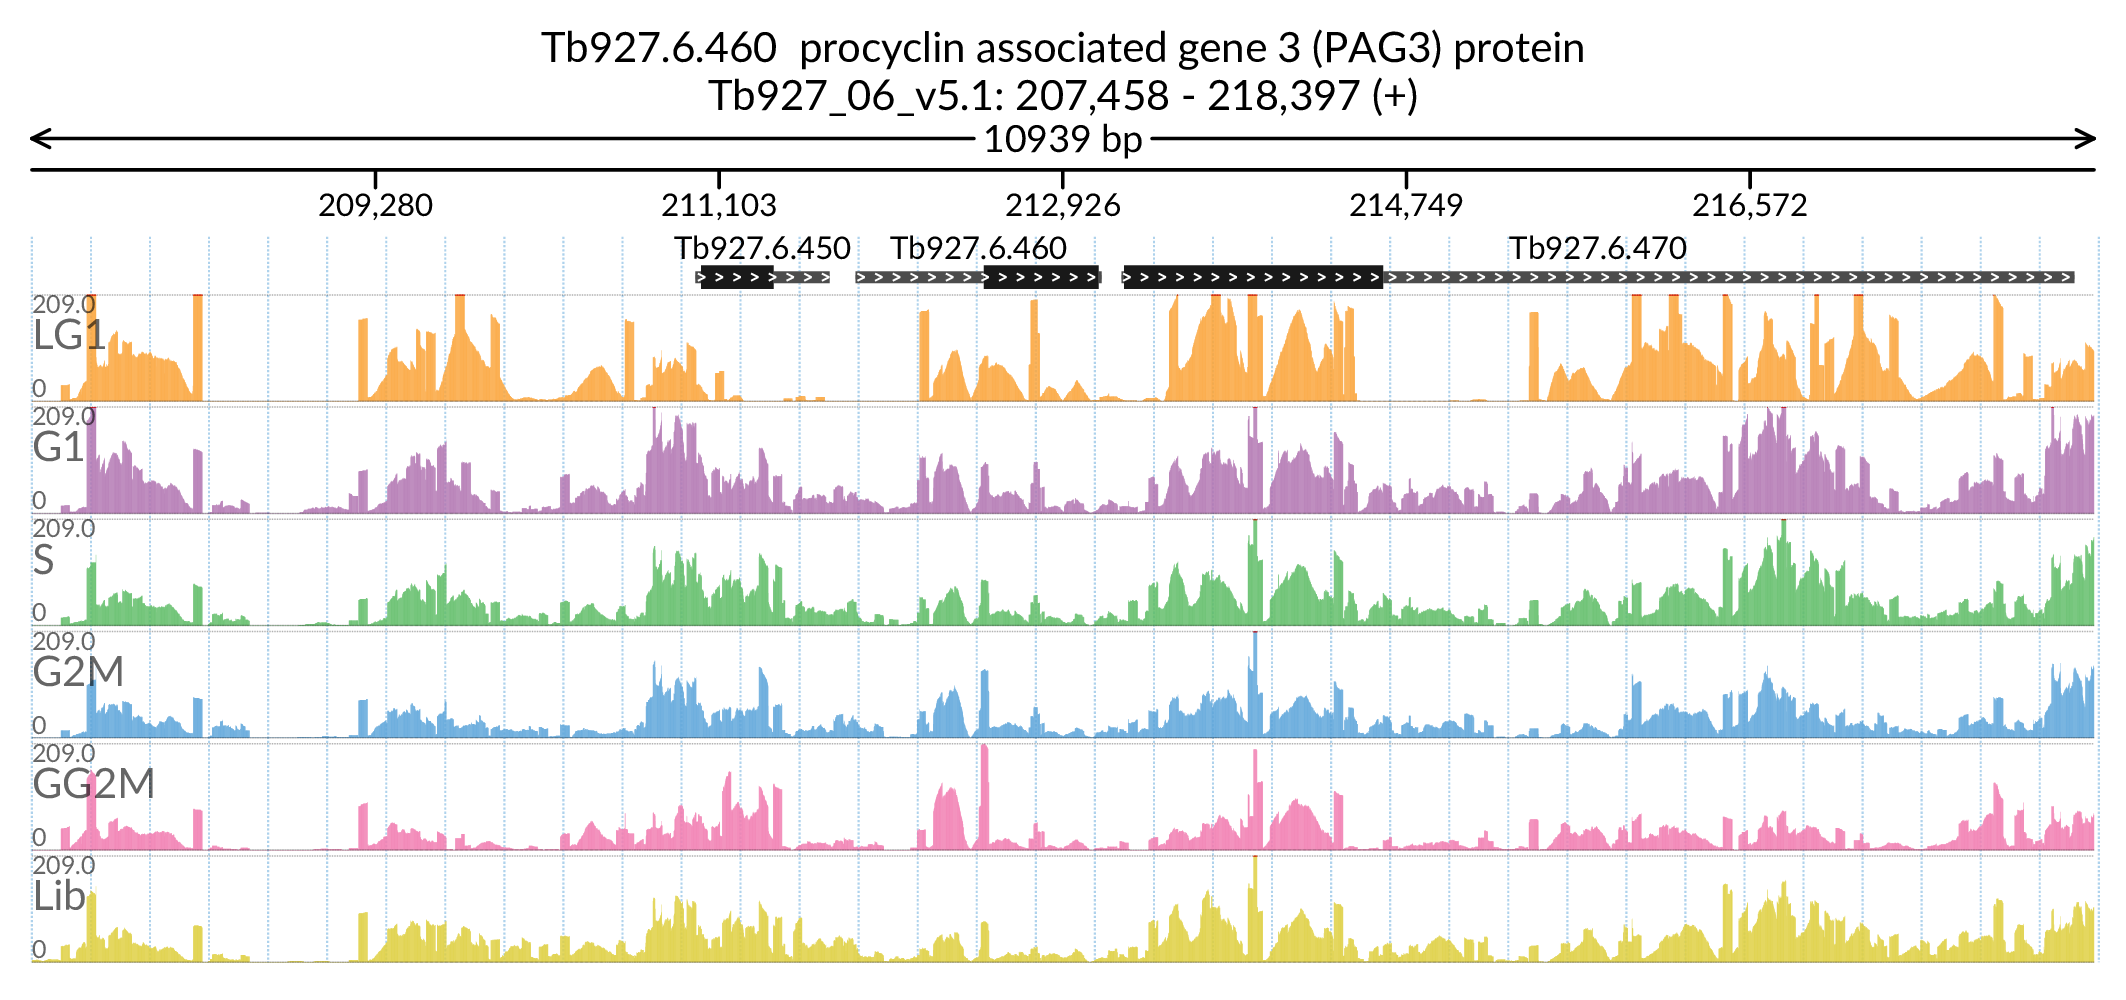 Tb927.6.460  procyclin associated gene 3 (PAG3) protein
Tb927_06_v5.1: 207,458 - 218,397 (+)
10939 bp
209,280 211,103 212,926 214,749 216,572
Tb927.6.450 Tb927.6.460 Tb927.6.470
209.0
LG1
0
209.0
G1
0
209.0
S
0
209.0
G2M
0
209.0
GG2M
0
209.0
Lib
0